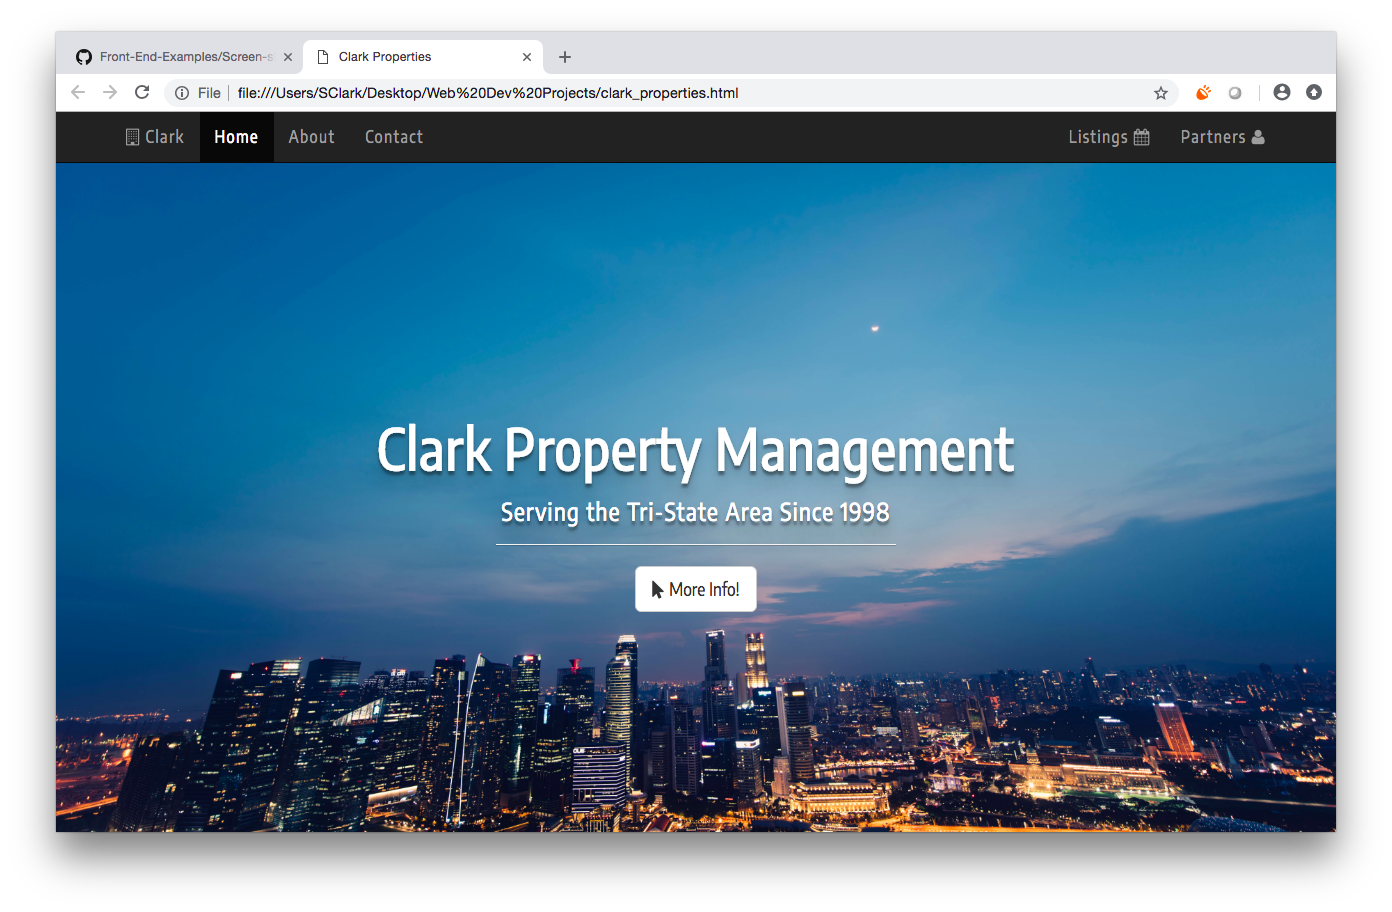 Front-End-Examples/Screen-s
Clark Properties
File
file:///Users/SClark/Desktop/Web%20Dev%20Projects/clark_properties.html
Clark Home About Contact Listings Partners
Clark Property Management
Serving the Tri-State Area Since 1998
More Info!